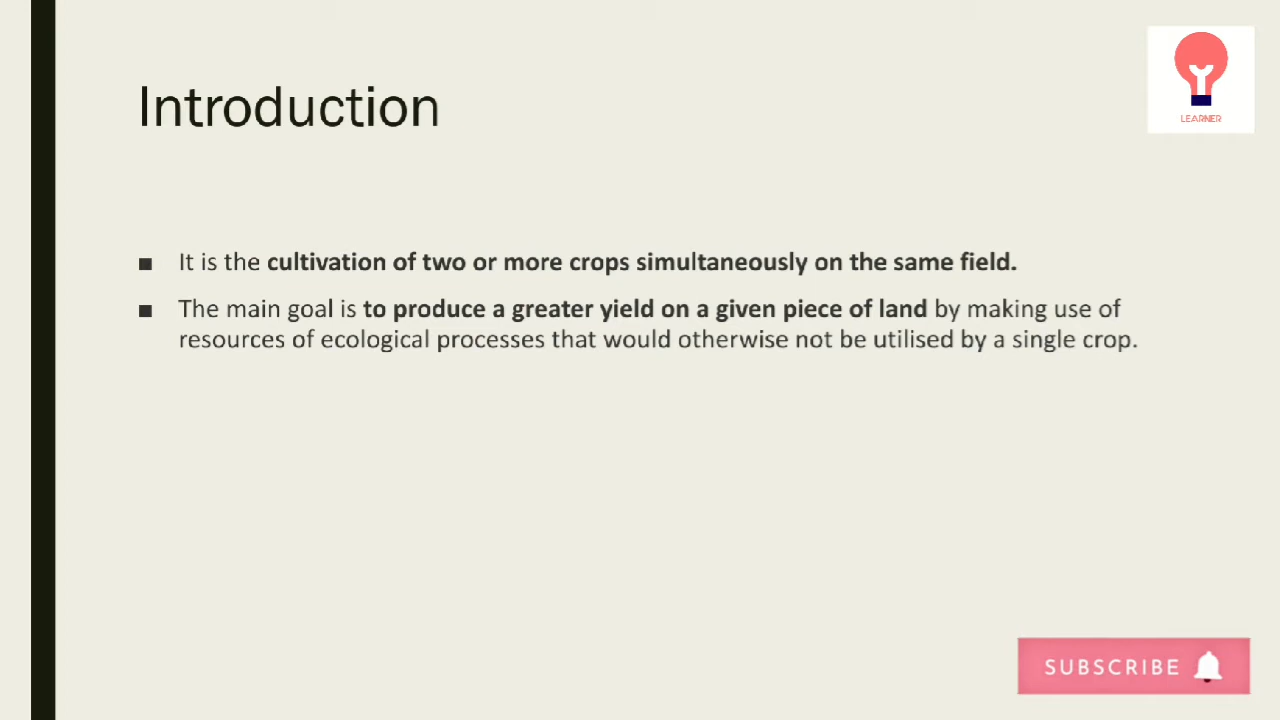 Introduction
LEARNER
■ It is the cultivation of two or more crops simultaneously on the same field.
■ The main goal is to produce a greater yield on a given piece of land by making use of
resources of ecological processes that would otherwise not be utilised by a single crop.
SUBSCRIBE